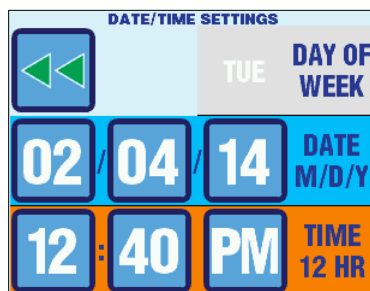 DATE/TIME SETTINGS
TUE
DAY OF
WEEK
02 / 04 / 14
DATE
M/D/Y
12 : 40 PM
TIME
12 HR